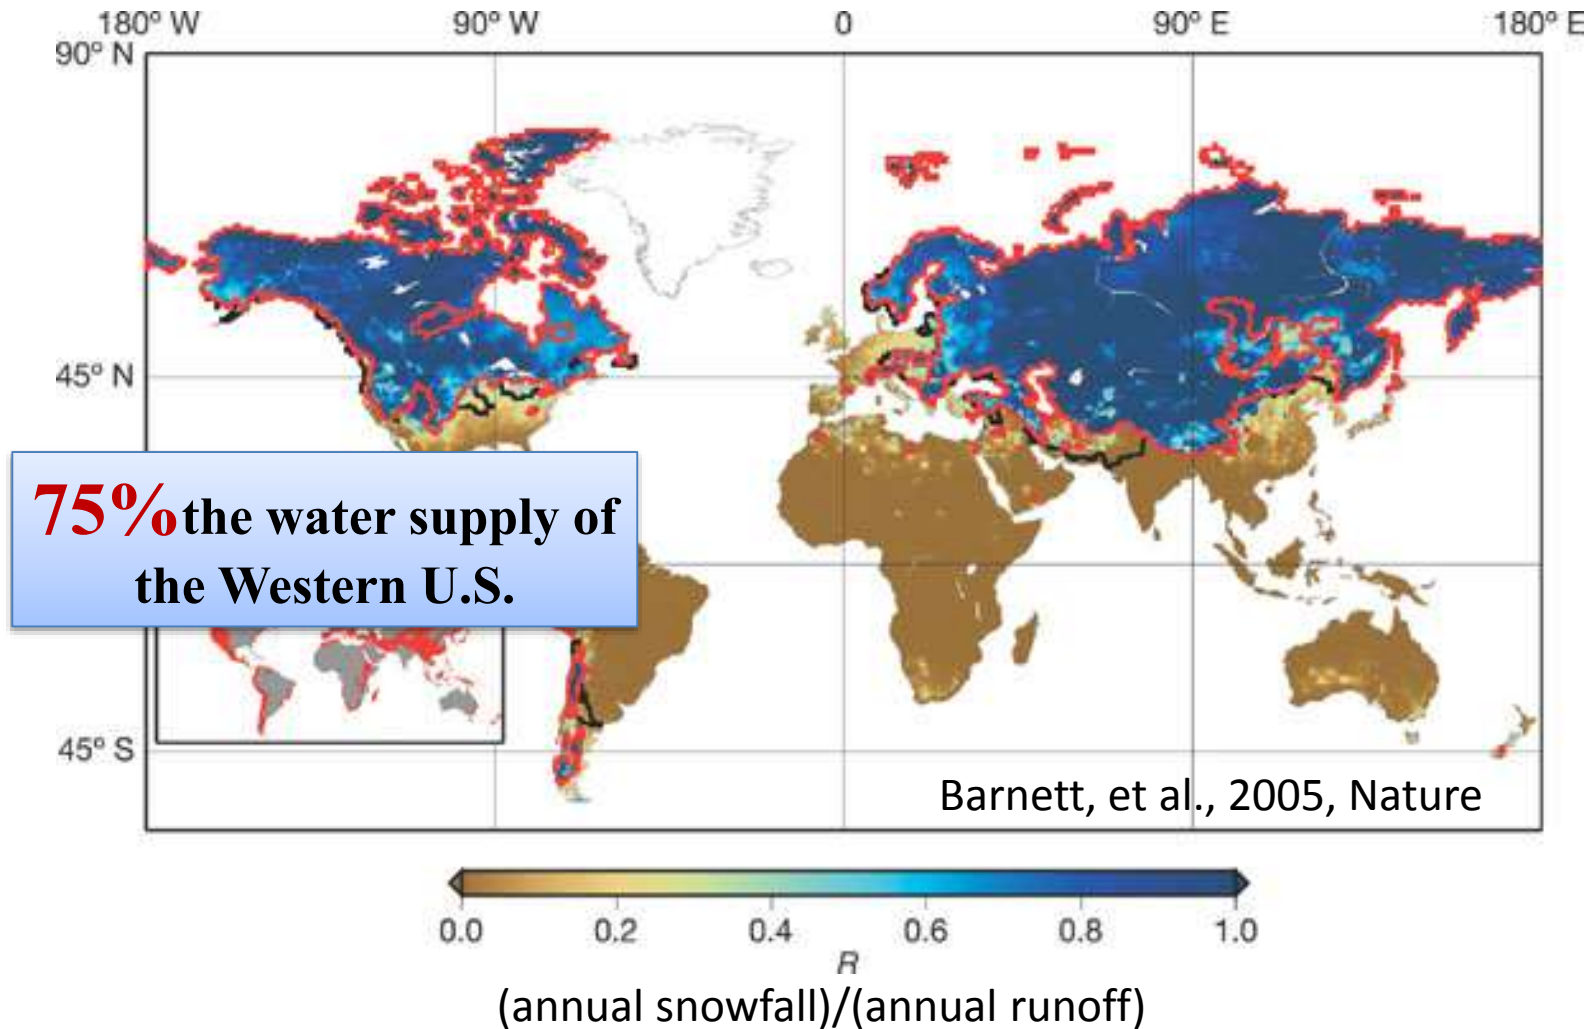 180° W 90° W 0 90° E 180° E
90° N
45° N
75% the water supply of
the Western U.S.
45° S
Barnett, et al., 2005, Nature
0.0 0.2 0.4 0.6 0.8 1.0
R
(annual snowfall)/(annual runoff)